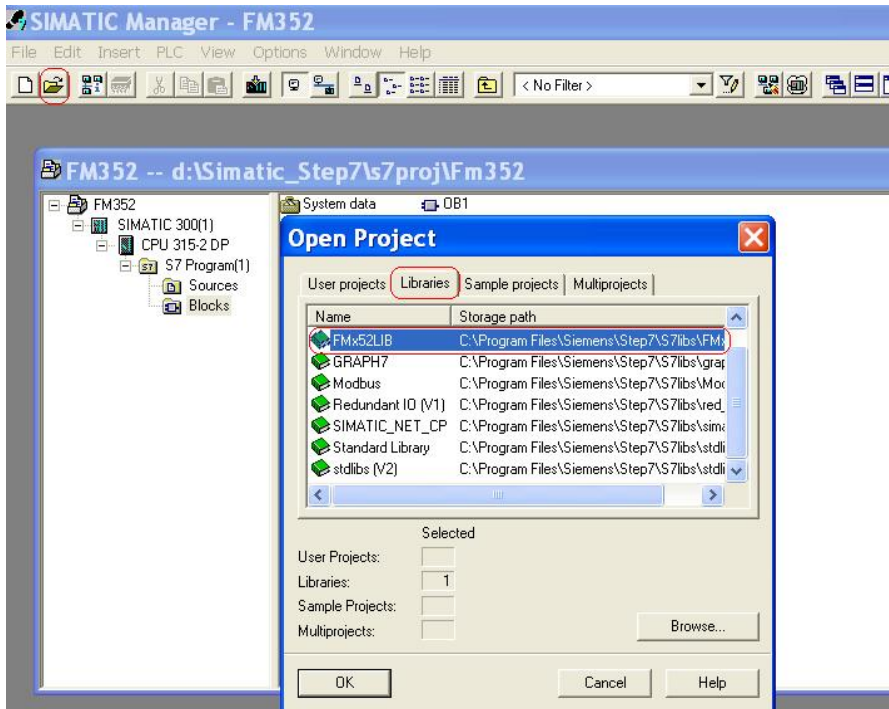 SIMATIC Manager - FM352
File Edit Insert PLC View Options Window Help
< No Filter >
FM352 -- d:\Simatic_Step7\s7proj\Fm352
FM352
SIMATIC 300(1)
CPU 315-2 DP
S7 Program(1)
Sources
Blocks
System data OB1
Open Project
User projects Libraries Sample projects Multiprojects
Name Storage path
FMx52LIB C:\Program Files\Siemens\Step7\S7libs\FMx
GRAPH7 C:\Program Files\Siemens\Step7\S7libs\grap
Modbus C:\Program Files\Siemens\Step7\S7libs\Mod
Redundant IO (V1) C:\Program Files\Siemens\Step7\S7libs\red_
SIMATIC_NET_CP C:\Program Files\Siemens\Step7\S7libs\sima
Standard Library C:\Program Files\Siemens\Step7\S7libs\stdli
stdlibs (V2) C:\Program Files\Siemens\Step7\S7libs\stdli
Selected
User Projects:
Libraries: 1
Sample Projects:
Multiprojects:
Browse...
OK Cancel Help